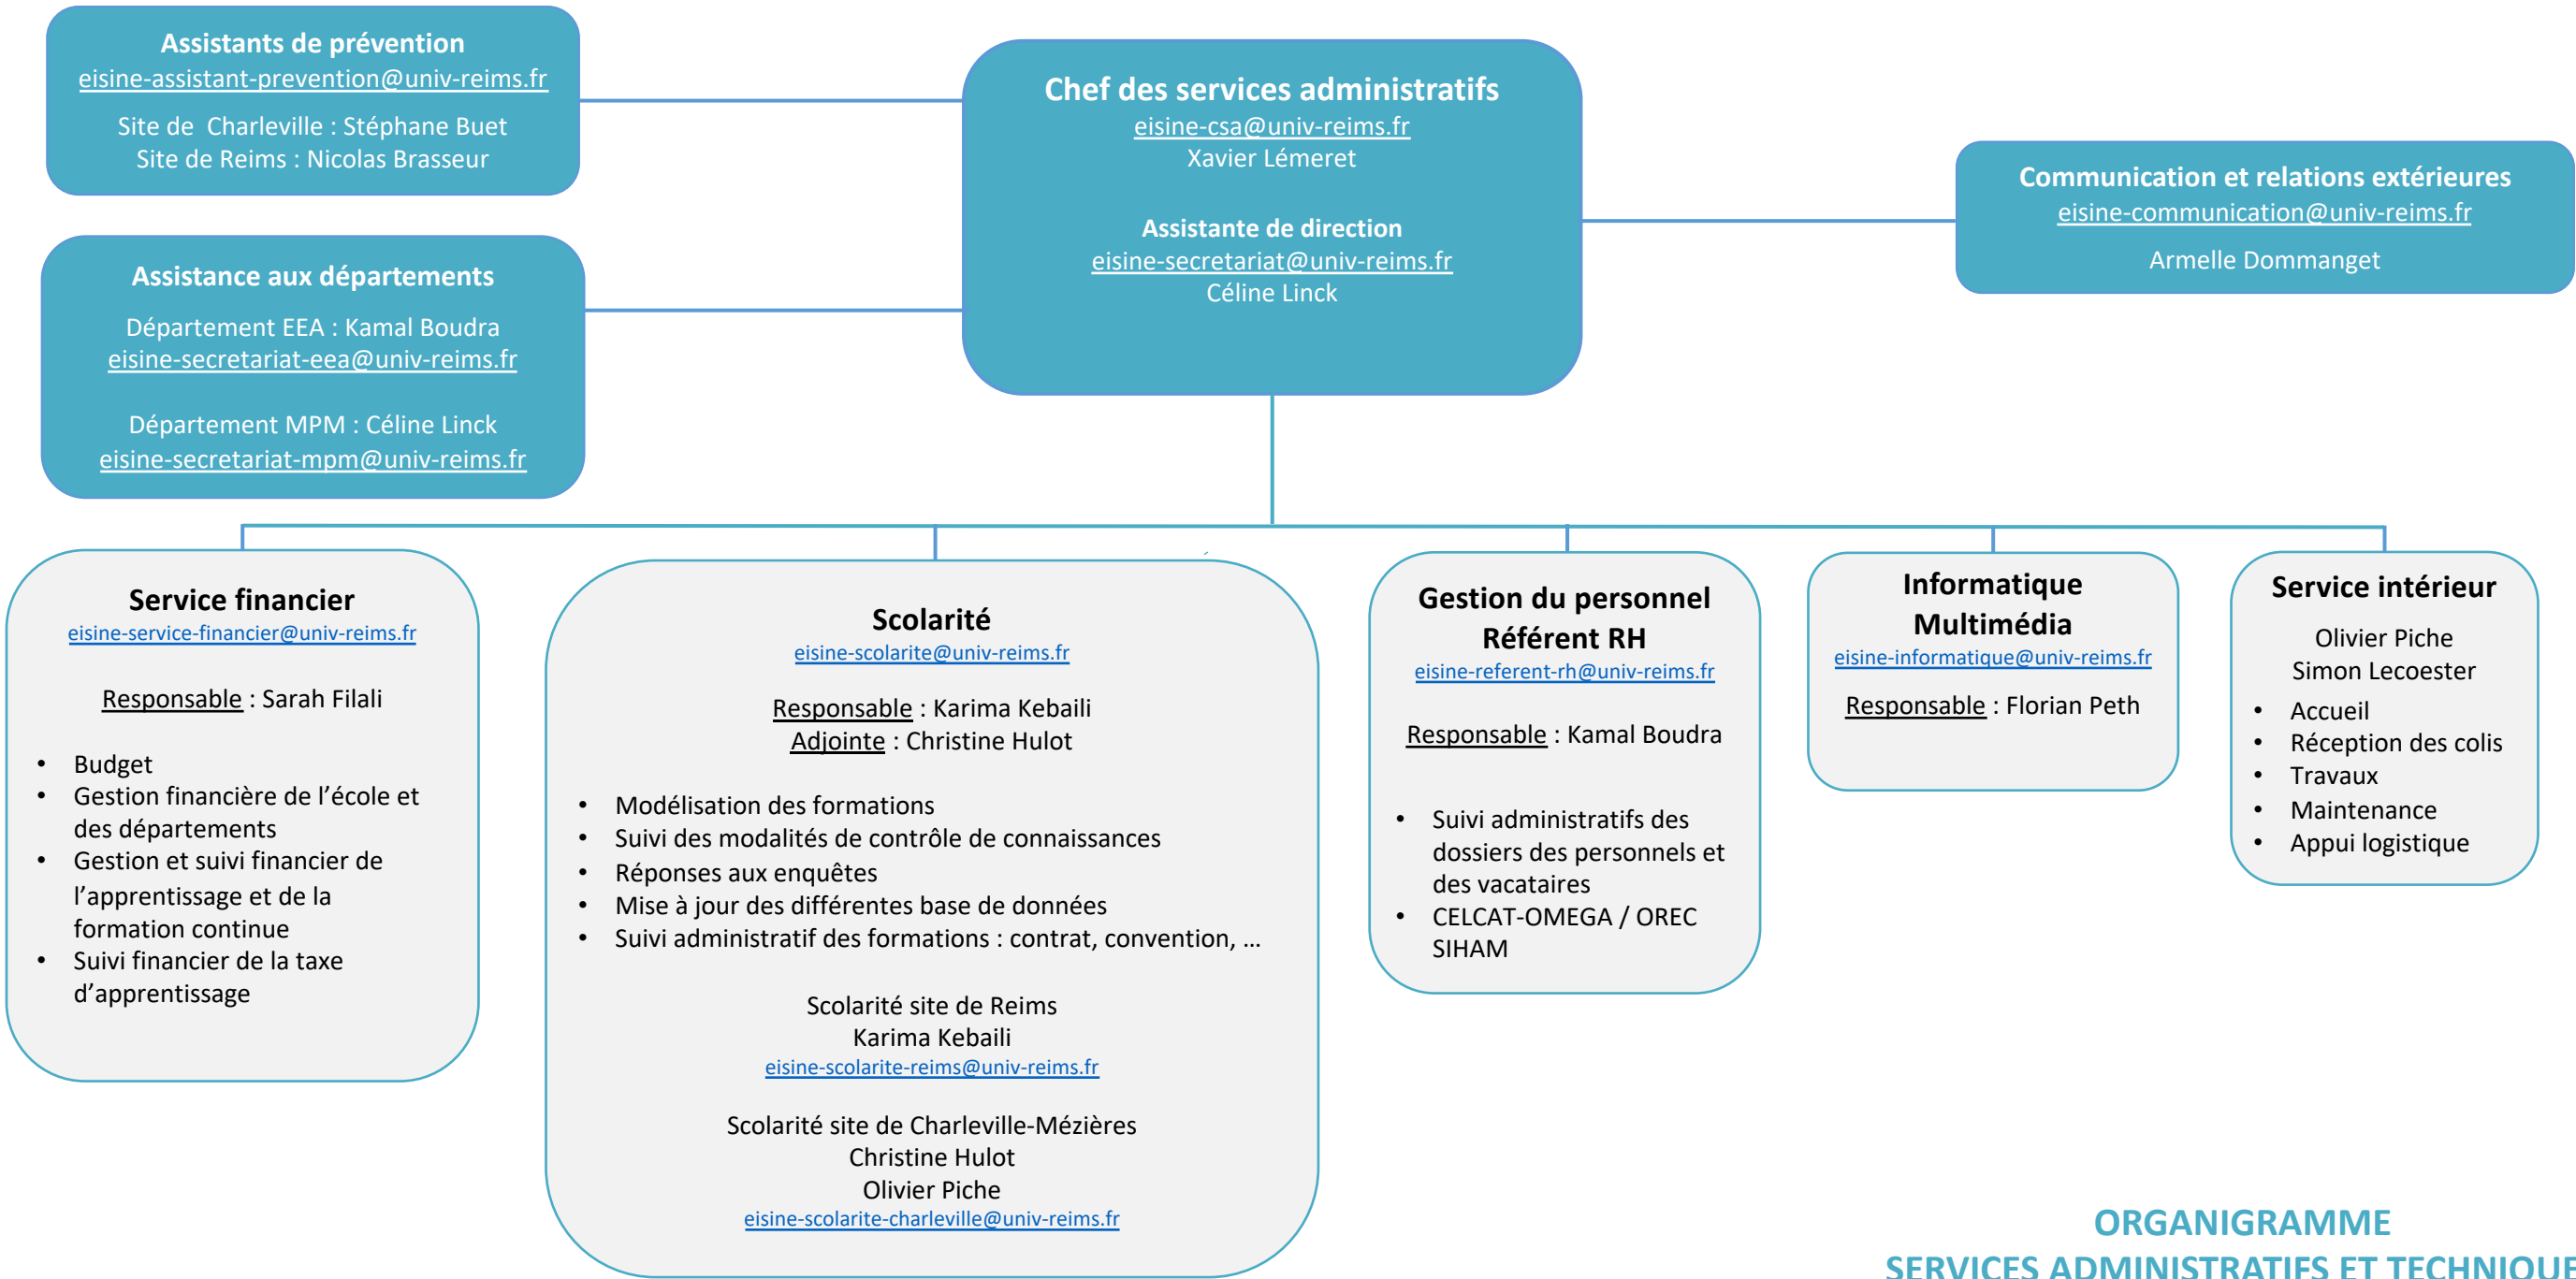 Assistants de prévention
eisine-assistant-prevention@univ-reims.fr
Site de  Charleville : Stéphane Buet
Site de Reims : Nicolas Brasseur
Chef des services administratifs
eisine-csa@univ-reims.fr
Xavier Lémeret
Assistante de direction
eisine-secretariat@univ-reims.fr
Céline Linck
Communication et relations extérieures
eisine-communication@univ-reims.fr
Armelle Dommanget
Assistance aux départements
Département EEA : Kamal Boudra
eisine-secretariat-eea@univ-reims.fr
Département MPM : Céline Linck
eisine-secretariat-mpm@univ-reims.fr
Service financier
eisine-service-financier@univ-reims.fr
Responsable : Sarah Filali
• Budget
• Gestion financière de l’école et
des départements
• Gestion et suivi financier de
l’apprentissage et de la
formation continue
• Suivi financier de la taxe
d’apprentissage
Scolarité
eisine-scolarite@univ-reims.fr
Responsable : Karima Kebaili
Adjointe : Christine Hulot
• Modélisation des formations
• Suivi des modalités de contrôle de connaissances
• Réponses aux enquêtes
• Mise à jour des différentes base de données
• Suivi administratif des formations : contrat, convention, …
Scolarité site de Reims
Karima Kebaili
eisine-scolarite-reims@univ-reims.fr
Scolarité site de Charleville-Mézières
Christine Hulot
Olivier Piche
eisine-scolarite-charleville@univ-reims.fr
Gestion du personnel
Référent RH
eisine-referent-rh@univ-reims.fr
Responsable : Kamal Boudra
• Suivi administratifs des
dossiers des personnels et
des vacataires
• CELCAT-OMEGA / OREC
SIHAM
Informatique
Multimédia
eisine-informatique@univ-reims.fr
Responsable : Florian Peth
Service intérieur
Olivier Piche
Simon Lecoester
• Accueil
• Réception des colis
• Travaux
• Maintenance
• Appui logistique
ORGANIGRAMME
SERVICES ADMINISTRATIFS ET TECHNIQUE